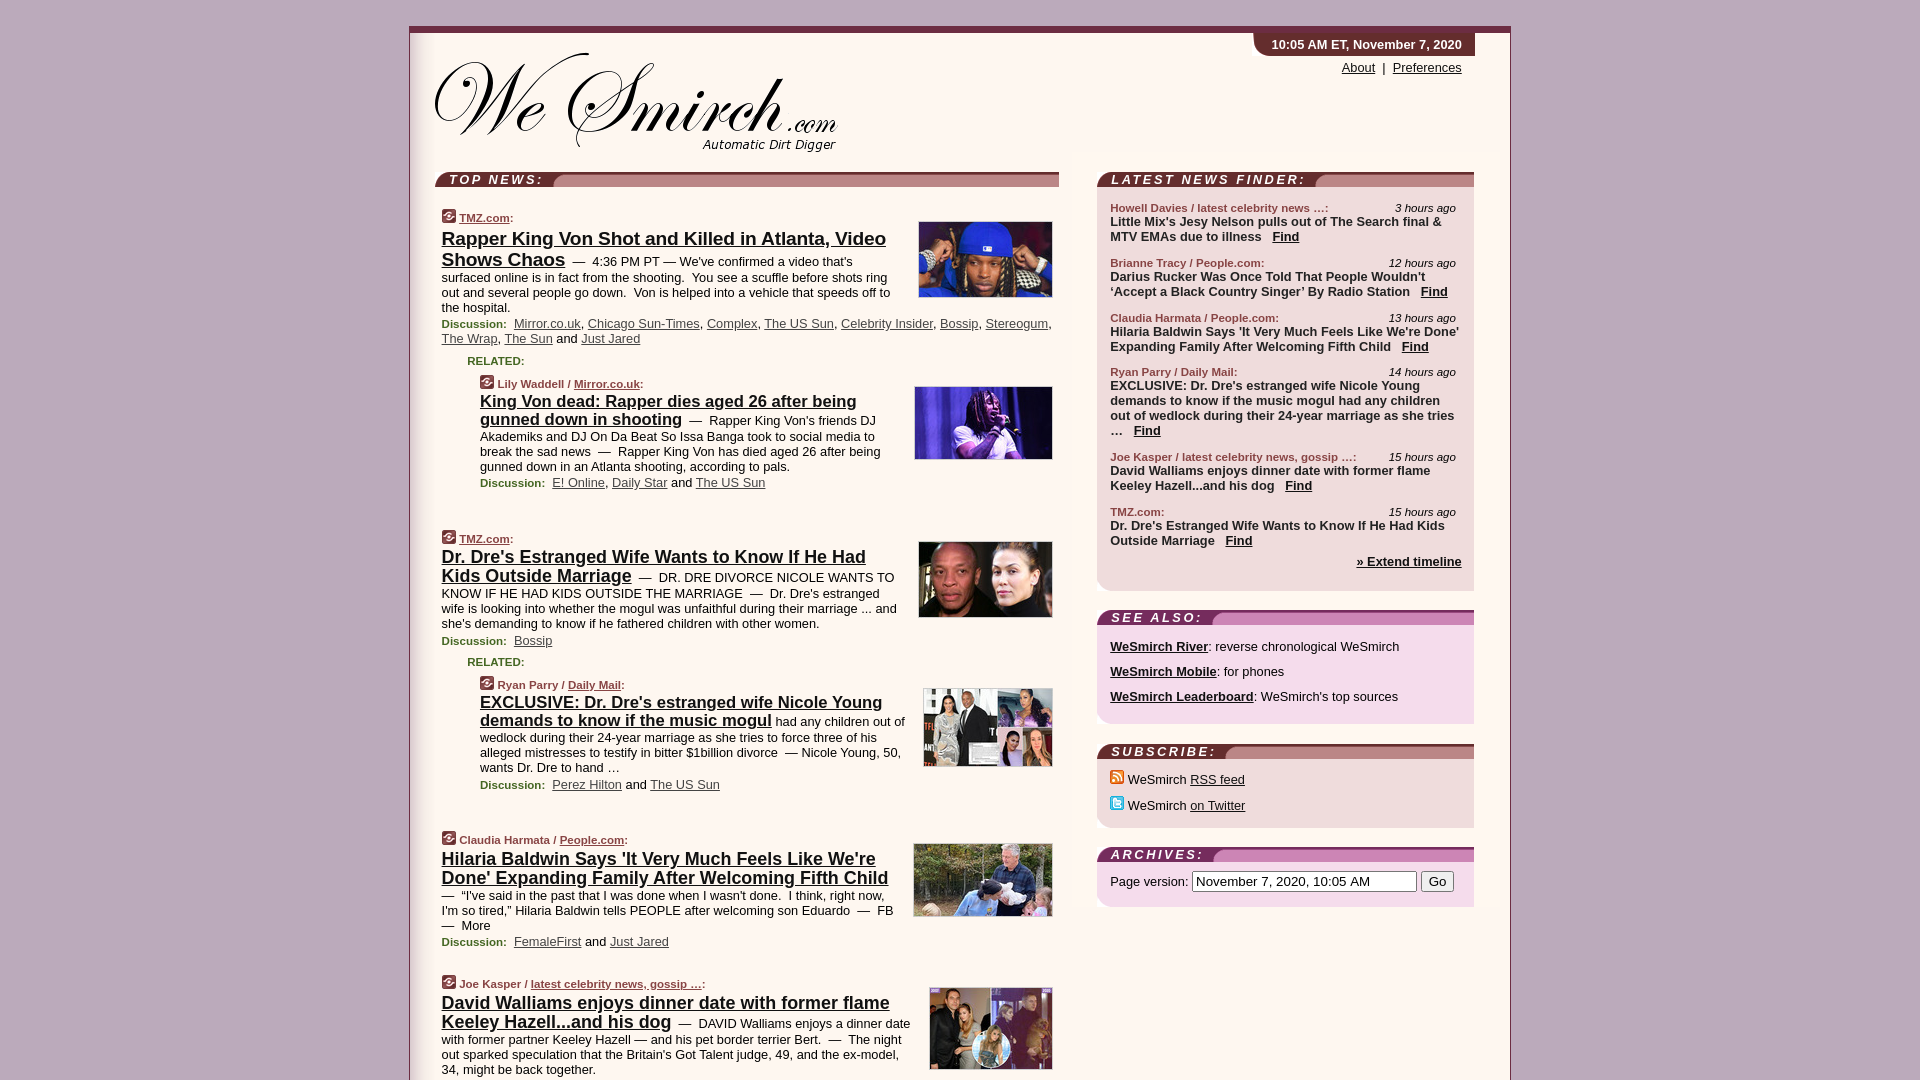 10:05 AM ET, November 7, 2020
About | Preferences
We Smirch.com
Automatic Dirt Digger
TOP NEWS:
TMZ.com:
Rapper King Von Shot and Killed in Atlanta, Video
Shows Chaos — 4:36 PM PT — We've confirmed a video that's
surfaced online is in fact from the shooting. You see a scuffle before shots ring
out and several people go down. Von is helped into a vehicle that speeds off to
the hospital.
Discussion: Mirror.co.uk, Chicago Sun-Times, Complex, The US Sun, Celebrity Insider, Bossip, Stereogum,
The Wrap, The Sun and Just Jared
RELATED:
Lily Waddell / Mirror.co.uk:
King Von dead: Rapper dies aged 26 after being
gunned down in shooting — Rapper King Von's friends DJ
Akademiks and DJ On Da Beat So Issa Banga took to social media to
break the sad news — Rapper King Von has died aged 26 after being
gunned down in an Atlanta shooting, according to pals.
Discussion: E! Online, Daily Star and The US Sun
TMZ.com:
Dr. Dre's Estranged Wife Wants to Know If He Had
Kids Outside Marriage — DR. DRE DIVORCE NICOLE WANTS TO
KNOW IF HE HAD KIDS OUTSIDE THE MARRIAGE — Dr. Dre's estranged
wife is looking into whether the mogul was unfaithful during their marriage ... and
she's demanding to know if he fathered children with other women.
Discussion: Bossip
RELATED:
Ryan Parry / Daily Mail:
EXCLUSIVE: Dr. Dre's estranged wife Nicole Young
demands to know if the music mogul had any children out of
wedlock during their 24-year marriage as she tries to force three of his
alleged mistresses to testify in bitter $1billion divorce — Nicole Young, 50,
wants Dr. Dre to hand …
Discussion: Perez Hilton and The US Sun
Claudia Harmata / People.com:
Hilaria Baldwin Says 'It Very Much Feels Like We're
Done' Expanding Family After Welcoming Fifth Child
— “I've said in the past that I was done when I wasn't done. I think, right now,
I'm so tired,” Hilaria Baldwin tells PEOPLE after welcoming son Eduardo — FB
— More
Discussion: FemaleFirst and Just Jared
Joe Kasper / latest celebrity news, gossip …:
David Walliams enjoys dinner date with former flame
Keeley Hazell...and his dog — DAVID Walliams enjoys a dinner date
with former partner Keeley Hazell — and his pet border terrier Bert. — The night
out sparked speculation that the Britain's Got Talent judge, 49, and the ex-model,
34, might be back together.
LATEST NEWS FINDER:
Howell Davies / latest celebrity news …: 3 hours ago
Little Mix's Jesy Nelson pulls out of The Search final &
MTV EMAs due to illness Find
Brianne Tracy / People.com: 12 hours ago
Darius Rucker Was Once Told That People Wouldn't
‘Accept a Black Country Singer’ By Radio Station Find
Claudia Harmata / People.com: 13 hours ago
Hilaria Baldwin Says 'It Very Much Feels Like We're Done'
Expanding Family After Welcoming Fifth Child Find
Ryan Parry / Daily Mail: 14 hours ago
EXCLUSIVE: Dr. Dre's estranged wife Nicole Young
demands to know if the music mogul had any children
out of wedlock during their 24-year marriage as she tries
… Find
Joe Kasper / latest celebrity news, gossip …: 15 hours ago
David Walliams enjoys dinner date with former flame
Keeley Hazell...and his dog Find
TMZ.com: 15 hours ago
Dr. Dre's Estranged Wife Wants to Know If He Had Kids
Outside Marriage Find
» Extend timeline
SEE ALSO:
WeSmirch River: reverse chronological WeSmirch
WeSmirch Mobile: for phones
WeSmirch Leaderboard: WeSmirch's top sources
SUBSCRIBE:
WeSmirch RSS feed
WeSmirch on Twitter
ARCHIVES:
Page version: November 7, 2020, 10:05 AM Go